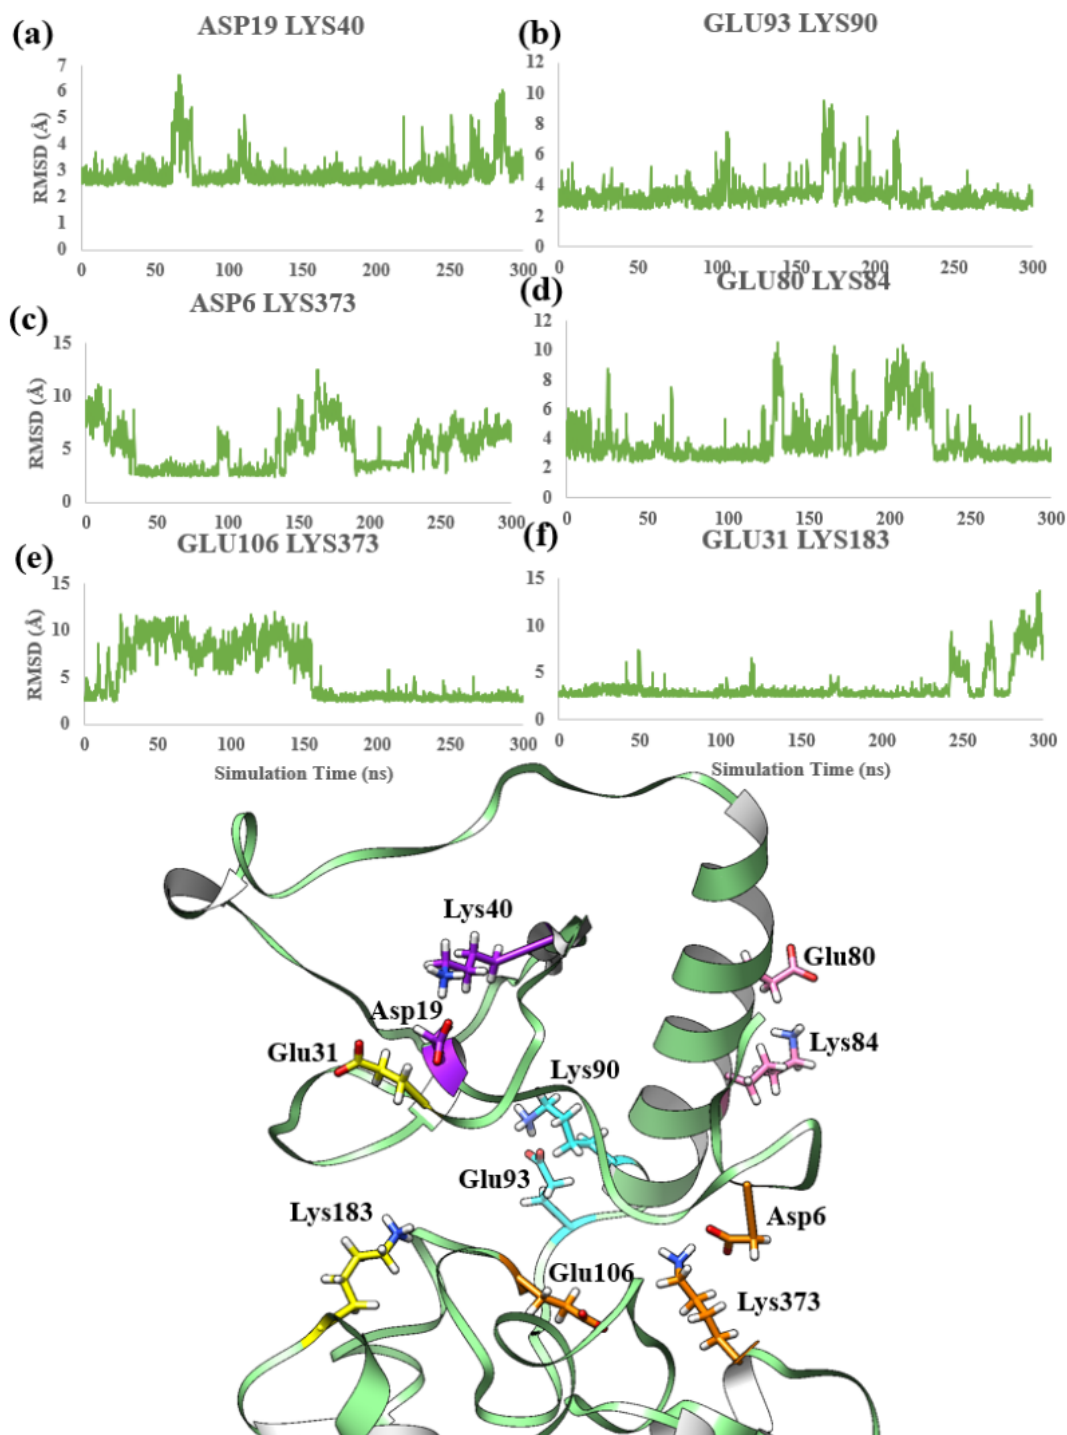 (a) ASP19 LYS40
(b) GLU93 LYS90
RMSD (Å)
7
6
5
4
3
2
1
0
0 50 100 150 200 250 300
12
10
8
6
4
2
0
0 50 100 150 200 250 300
(c) ASP6 LYS373
(d) GLU80 LYS84
RMSD (Å)
15
10
5
0
0 50 100 150 200 250 300
12
10
8
6
4
2
0
0 50 100 150 200 250 300
(e) GLU106 LYS373
(f) GLU31 LYS183
RMSD (Å)
15
10
5
0
0 50 100 150 200 250 300
Simulation Time (ns)
15
10
5
0
0 50 100 150 200 250 300
Simulation Time (ns)
Lys40
Glu80
Asp19
Glu31
Lys84
Lys90
Glu93
Lys183
Asp6
Glu106
Lys373